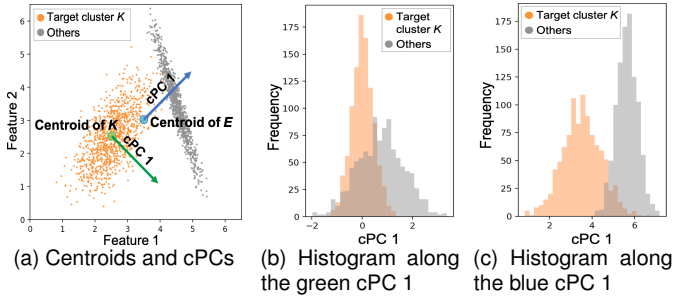 Target cluster K
Others
Feature 2
6
5
4
3
2
1
0
cPC 1
Centroid of K
Centroid of E
cPC 1
0 1 2 3 4 5 6
Feature 1
(a) Centroids and cPCs
Target cluster K
Others
Frequency
175
150
125
100
75
50
25
0
−2 0 2
cPC 1
(b) Histogram along
the green cPC 1
Target cluster K
Others
Frequency
175
150
125
100
75
50
25
0
2 4 6
cPC 1
(c) Histogram along
the blue cPC 1